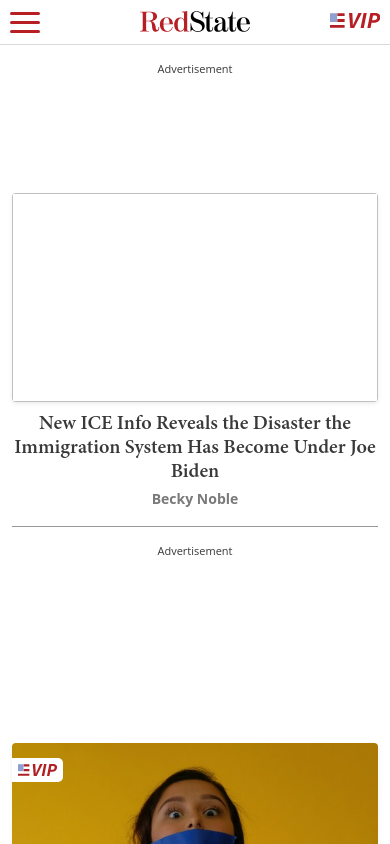 RedState
VIP
Advertisement
New ICE Info Reveals the Disaster the
Immigration System Has Become Under Joe
Biden
Becky Noble
Advertisement
VIP